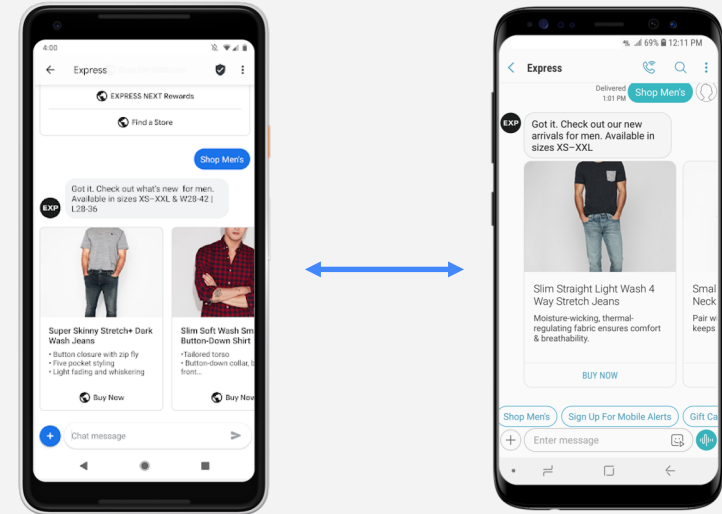 4:00
Express
EXPRESS NEXT Rewards
Find a Store
Shop Men's
EXP
Got it. Check out what's new for men.
Available in sizes XS–XXL & W28-42 |
L28-36
Super Skinny Stretch+ Dark
Wash Jeans
• Button closure with zip fly
• Five pocket styling
• Light fading and whiskering
Buy Now
Slim Soft Wash Sm
Button-Down Shirt
•Tailored torso
• Button-down collar, b
front...
Buy Now
Chat message
69% 12:11 PM
Express
Delivered
1:01 PM
Shop Men's
EXP
Got it. Check out our new
arrivals for men. Available in
sizes XS–XXL
Slim Straight Light Wash 4
Way Stretch Jeans
Moisture-wicking, thermal-
regulating fabric ensures comfort
& breathability.
BUY NOW
Smal
Neck
Pair w
keeps
Shop Men's
Sign Up For Mobile Alerts
Gift Ca
Enter message